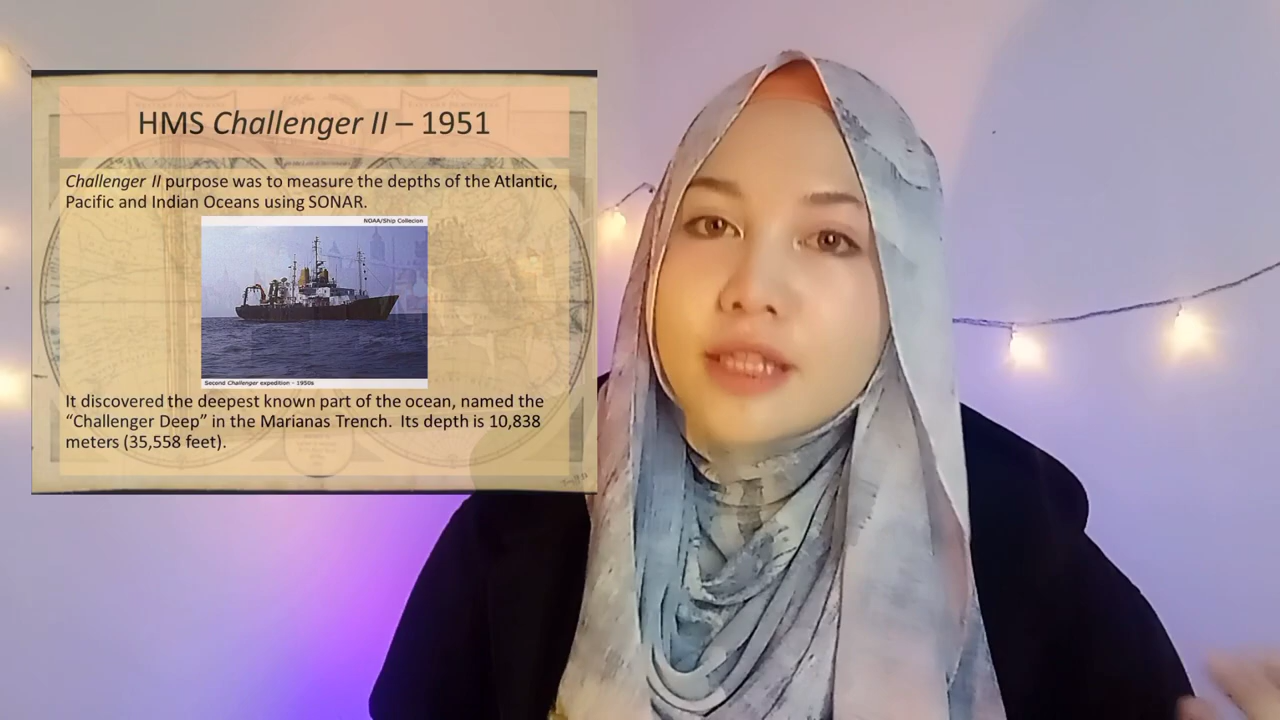 HMS Challenger II – 1951
Challenger II purpose was to measure the depths of the Atlantic,
Pacific and Indian Oceans using SONAR.
NOAA/Ship Collecion
Second Challenger expedition - 1950s
It discovered the deepest known part of the ocean, named the
“Challenger Deep” in the Marianas Trench.  Its depth is 10,838
meters (35,558 feet).